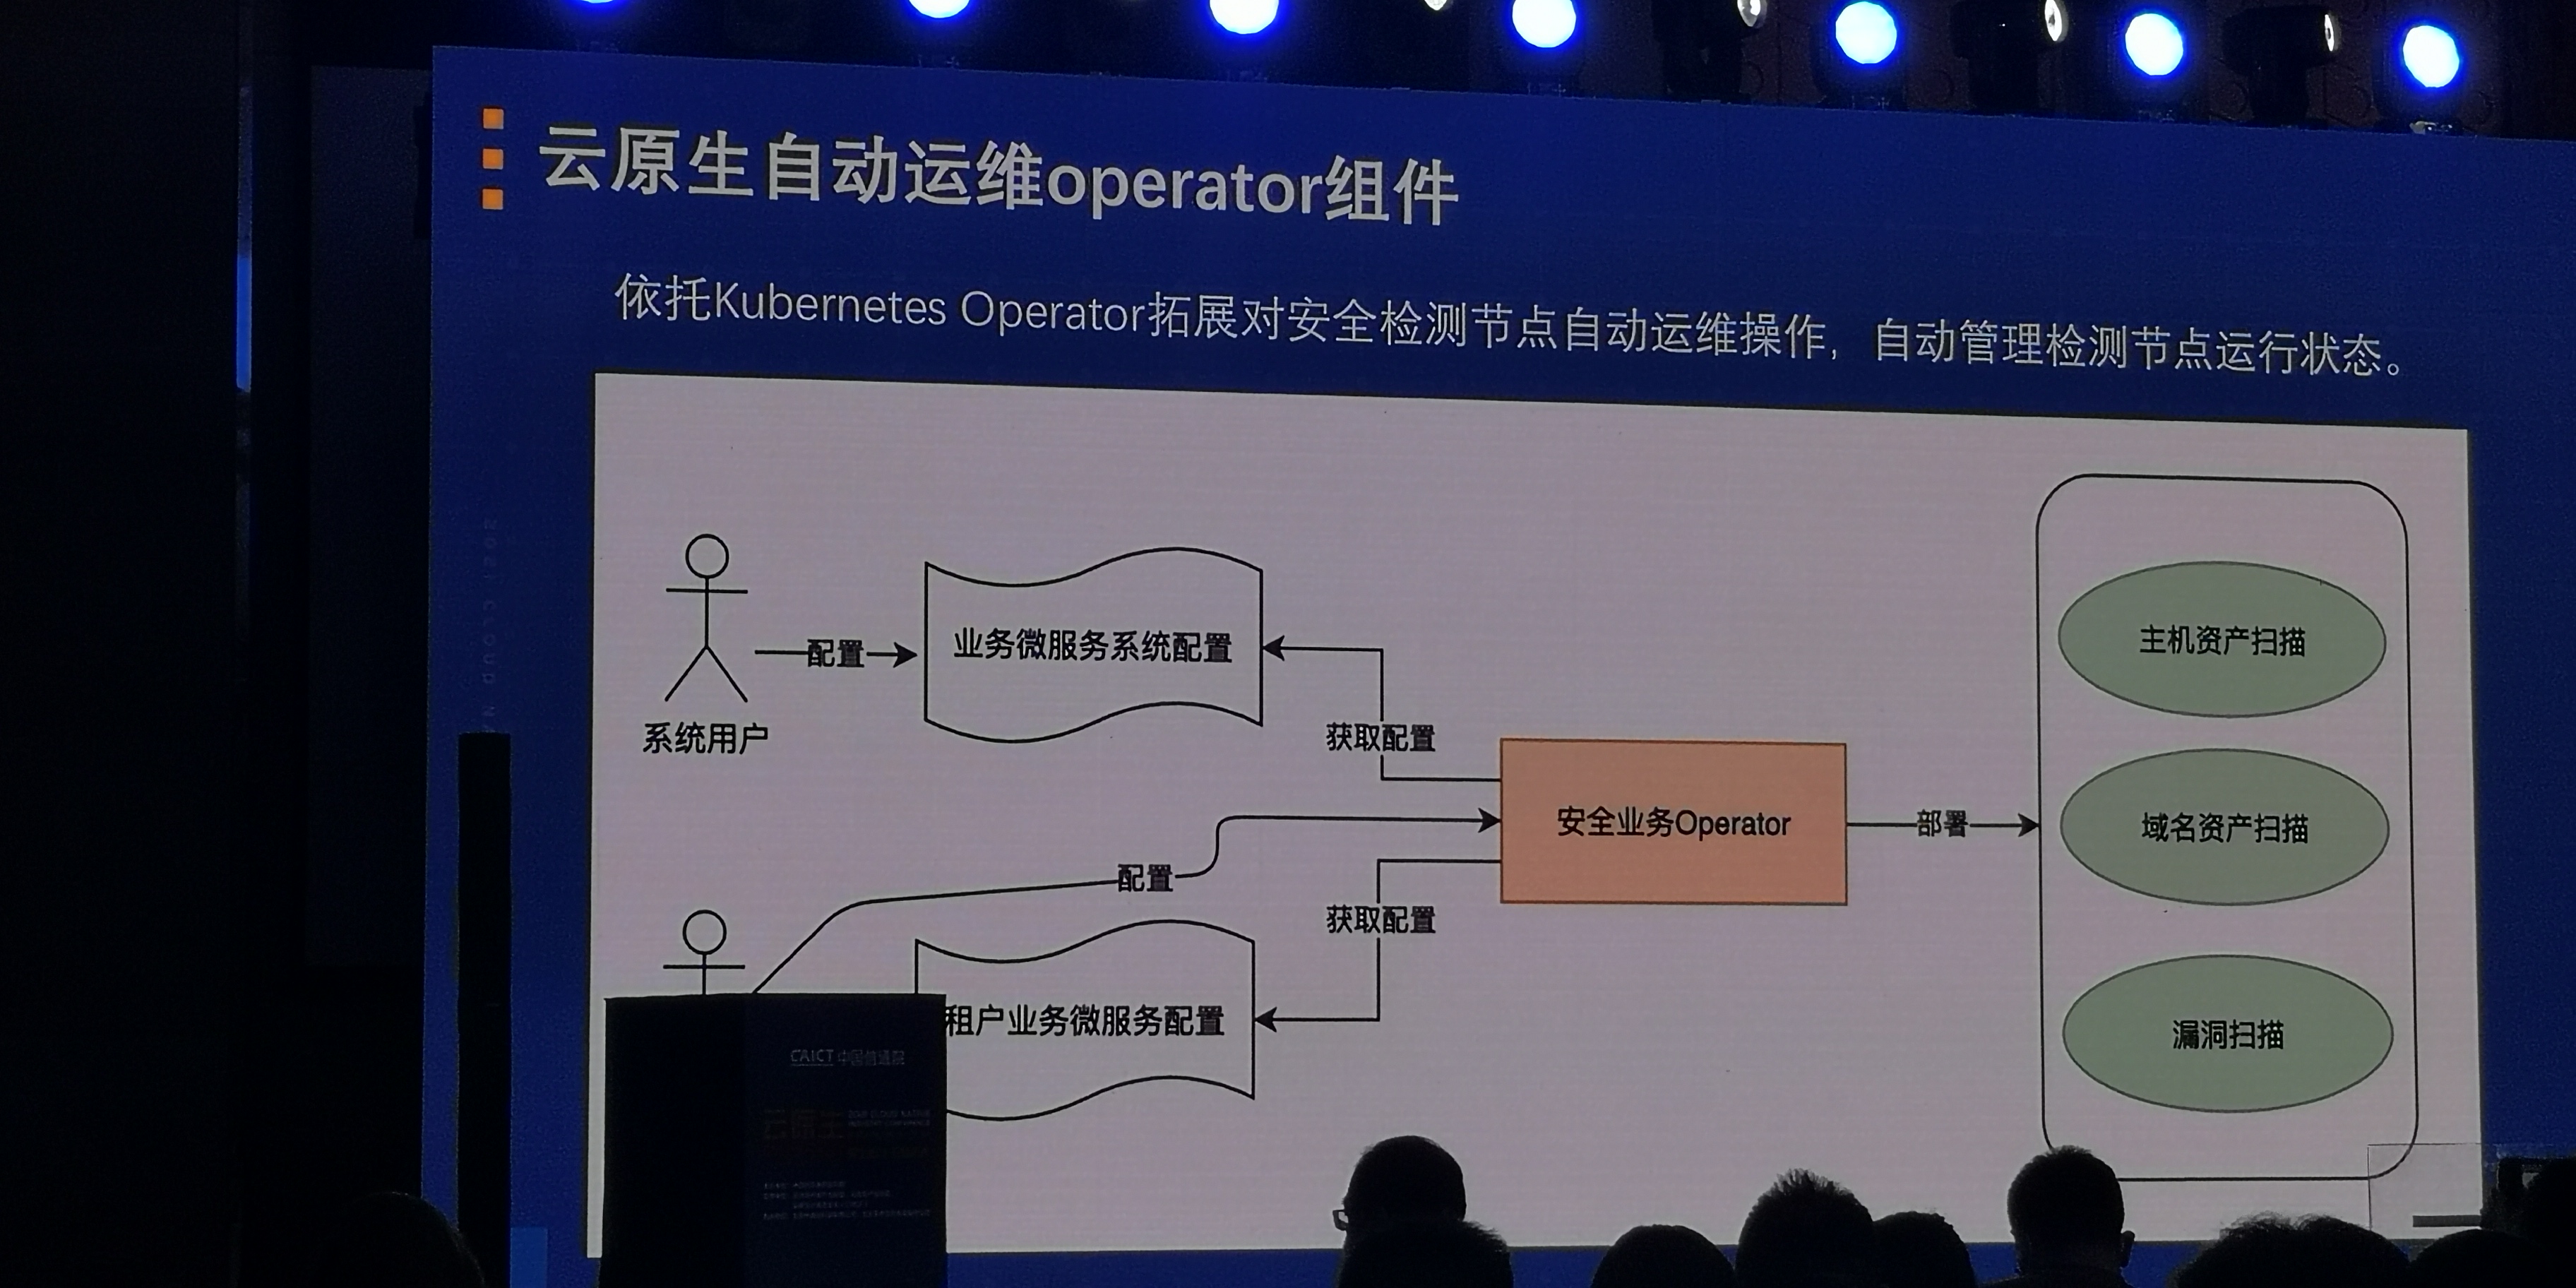 云原生自动运维operator组件
依托Kubernetes Operator拓展对安全检测节点自动运维操作，自动管理检测节点运行状态。
系统用户
配置
业务微服务系统配置
获取配置
配置
获取配置
租户业务微服务配置
安全业务Operator
部署
主机资产扫描
域名资产扫描
漏洞扫描
CAICT 中国信通院
云原生
2021 CLOUD N